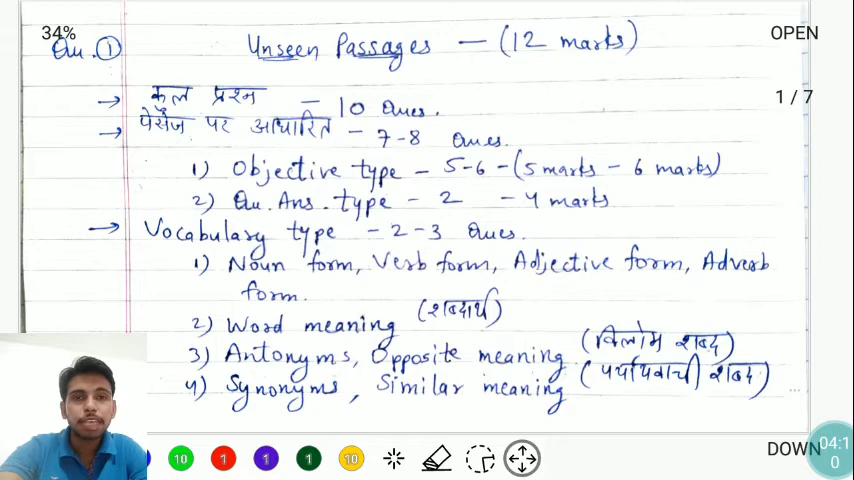 34%
OPEN
Qu. ① Unseen Passages — (12 marks)
1 / 7
→ कुल प्रश्न — 10 Ques.
→ पेसेज पर आधारित — 7-8 Ques.
1) Objective type - 5-6 - (5 marks - 6 marks)
2) Qu. Ans. type - 2 - 4 marks
→ Vocabulary type - 2-3 Ques.
1) Noun form, Verb form, Adjective form, Adverb
form.
2) Word meaning (शब्दार्थ)
3) Antonyms, Opposite meaning (विलोम शब्द)
4) Synonyms, Similar meaning (पर्यायवाची शब्द)
DOWN
04:10
10 1 1 1 10